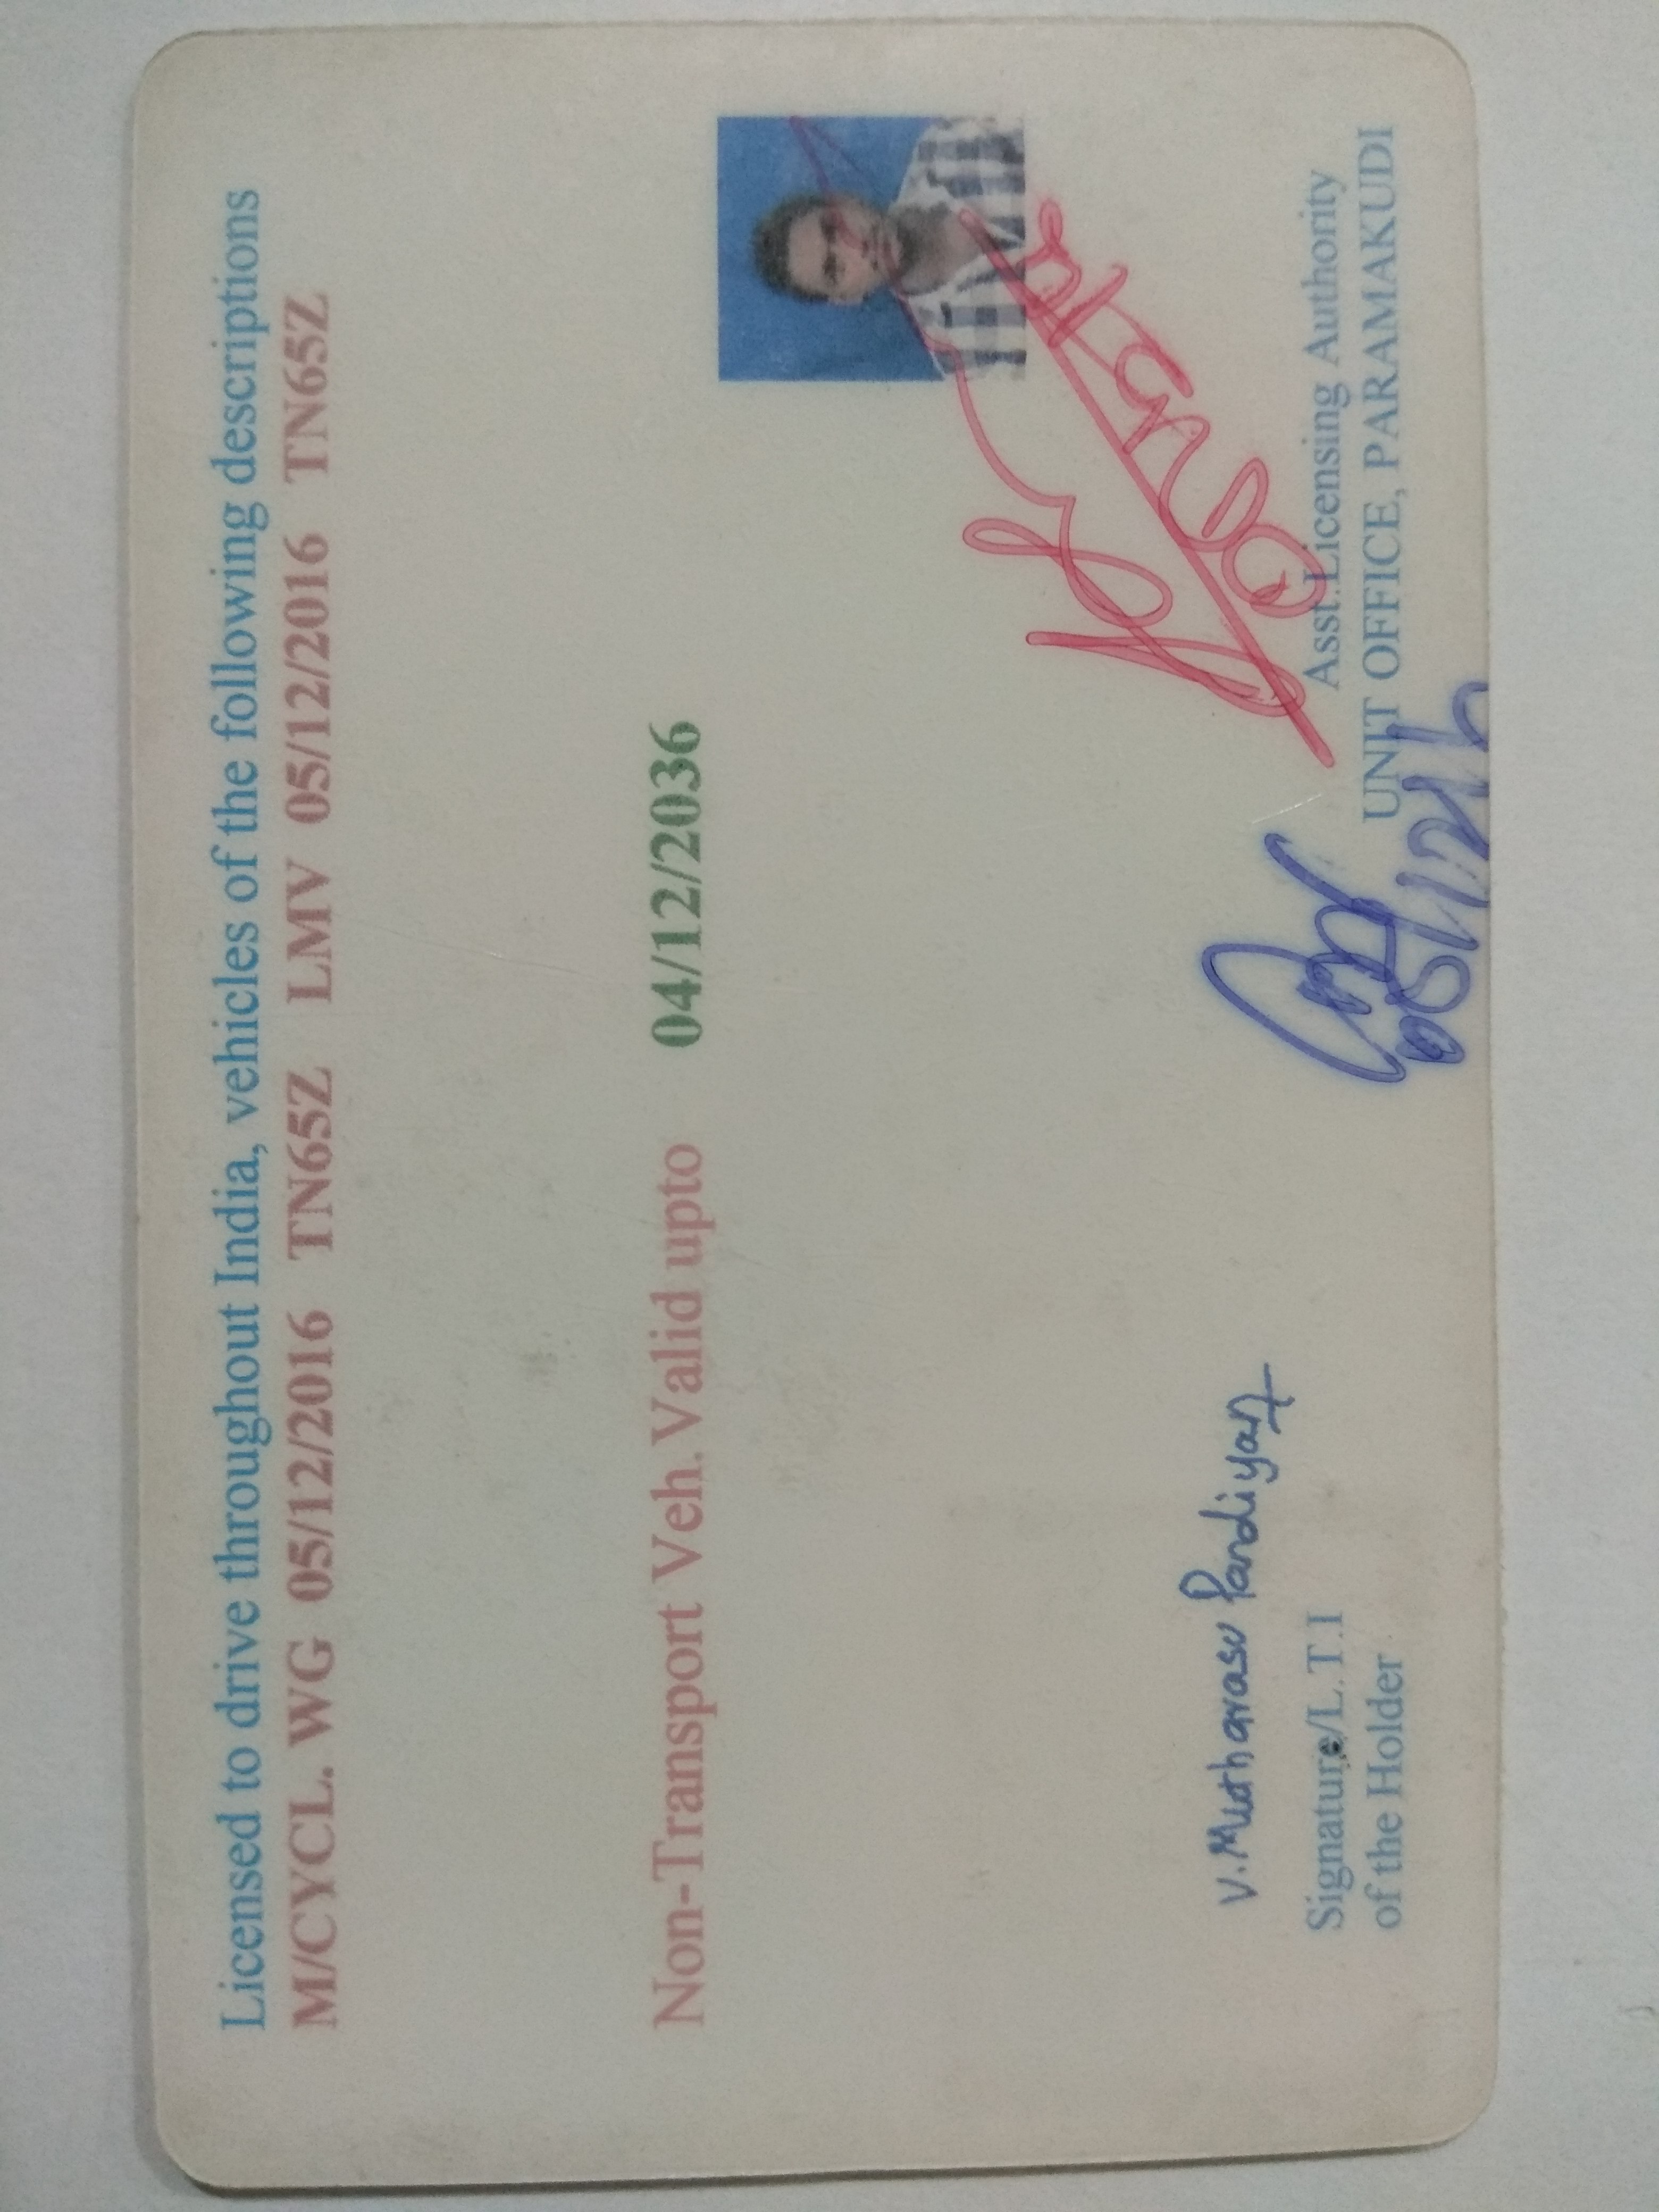 Licensed to drive throughout India, vehicles of the following descriptions
M/CYCL. WG 05/12/2016 TN65Z LMV 05/12/2016 TN65Z
Non-Transport Veh. Valid upto 04/12/2036
V. Mutharasu Pandiyan
Signature/L.T.I
of the Holder
Asst.Licensing Authority
UNIT OFFICE, PARAMAKUDI